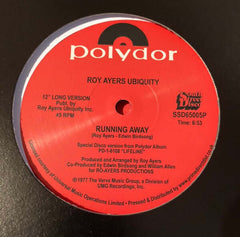 polydor
ROY AYERS UBIQUITY
12" LONG VERSION
Publ. by
Roy Ayers Ubiquity Inc.
45 RPM
SSD65005P
Time: 6:53
RUNNING AWAY
(Roy Ayers - Edwin Birdsong)
Special Disco version from Polydor Album
PD-1-6108 "LIFELINE"
Produced and Arranged by Roy Ayers
Co-Produced by Edwin Birdsong and William Allen
for RO-AYERS PRODUCTIONS
℗ 1977 The Verve Music Group, a Division of
UMG Recordings, Inc.